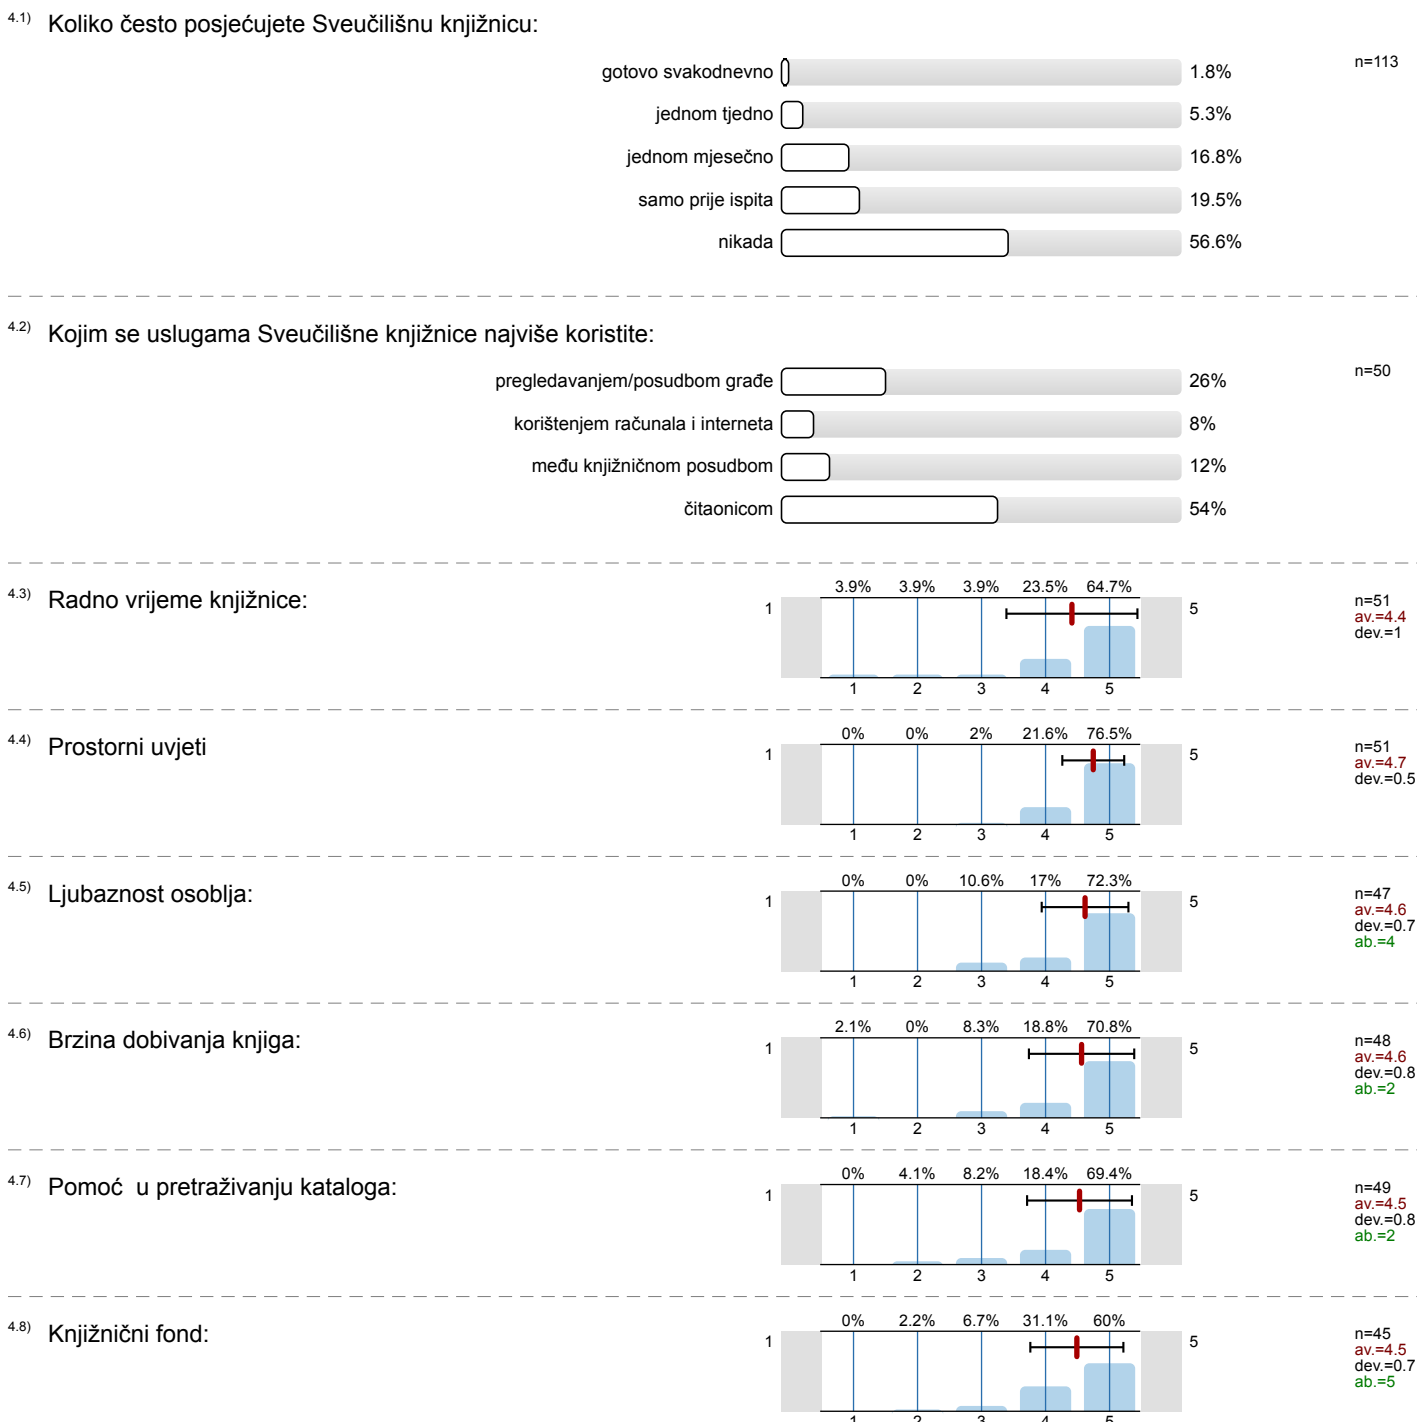 4.1) Koliko često posjećujete Sveučilišnu knjižnicu:
gotovo svakodnevno 1.8% n=113
jednom tjedno 5.3%
jednom mjesečno 16.8%
samo prije ispita 19.5%
nikada 56.6%
4.2) Kojim se uslugama Sveučilišne knjižnice najviše koristite:
pregledavanjem/posudbom građe 26% n=50
korištenjem računala i interneta 8%
među knjižničnom posudbom 12%
čitaonicom 54%
4.3) Radno vrijeme knjižnice:
3.9% 3.9% 3.9% 23.5% 64.7%
1 5
n=51
av.=4.4
dev.=1
1 2 3 4 5
4.4) Prostorni uvjeti
0% 0% 2% 21.6% 76.5%
1 5
n=51
av.=4.7
dev.=0.5
1 2 3 4 5
4.5) Ljubaznost osoblja:
0% 0% 10.6% 17% 72.3%
1 5
n=47
av.=4.6
dev.=0.7
ab.=4
1 2 3 4 5
4.6) Brzina dobivanja knjiga:
2.1% 0% 8.3% 18.8% 70.8%
1 5
n=48
av.=4.6
dev.=0.8
ab.=2
1 2 3 4 5
4.7) Pomoć u pretraživanju kataloga:
0% 4.1% 8.2% 18.4% 69.4%
1 5
n=49
av.=4.5
dev.=0.8
ab.=2
1 2 3 4 5
4.8) Knjižnični fond:
0% 2.2% 6.7% 31.1% 60%
1 5
n=45
av.=4.5
dev.=0.7
ab.=5
1 2 3 4 5